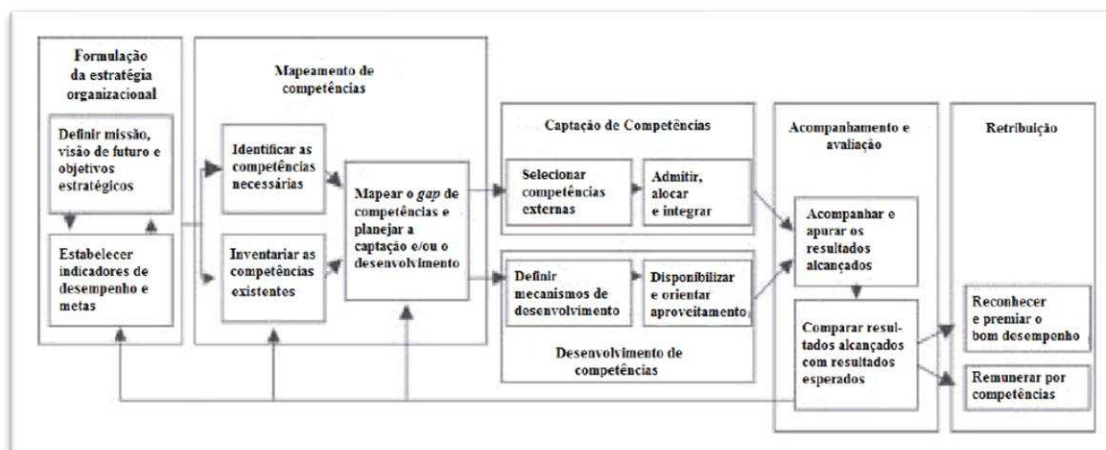 Formulação
da estratégia
organizacional
Definir missão,
visão de futuro e
objetivos
estratégicos
Estabelecer
indicadores de
desempenho e
metas
Mapeamento de
competências
Identificar as
competências
necessárias
Inventariar as
competências
existentes
Mapear o gap de
competências e
planejar a
captação e/ou o
desenvolvimento
Captação de Competências
Selecionar
competências
externas
Admitir,
alocar
e integrar
Definir
mecanismos de
desenvolvimento
Disponibilizar
e orientar
aproveitamento
Desenvolvimento de
competências
Acompanhamento e
avaliação
Acompanhar e
apurar os
resultados
alcançados
Comparar resul-
tados alcançados
com resultados
esperados
Retribuição
Reconhecer
e premiar o
bom desempenho
Remunerar por
competências